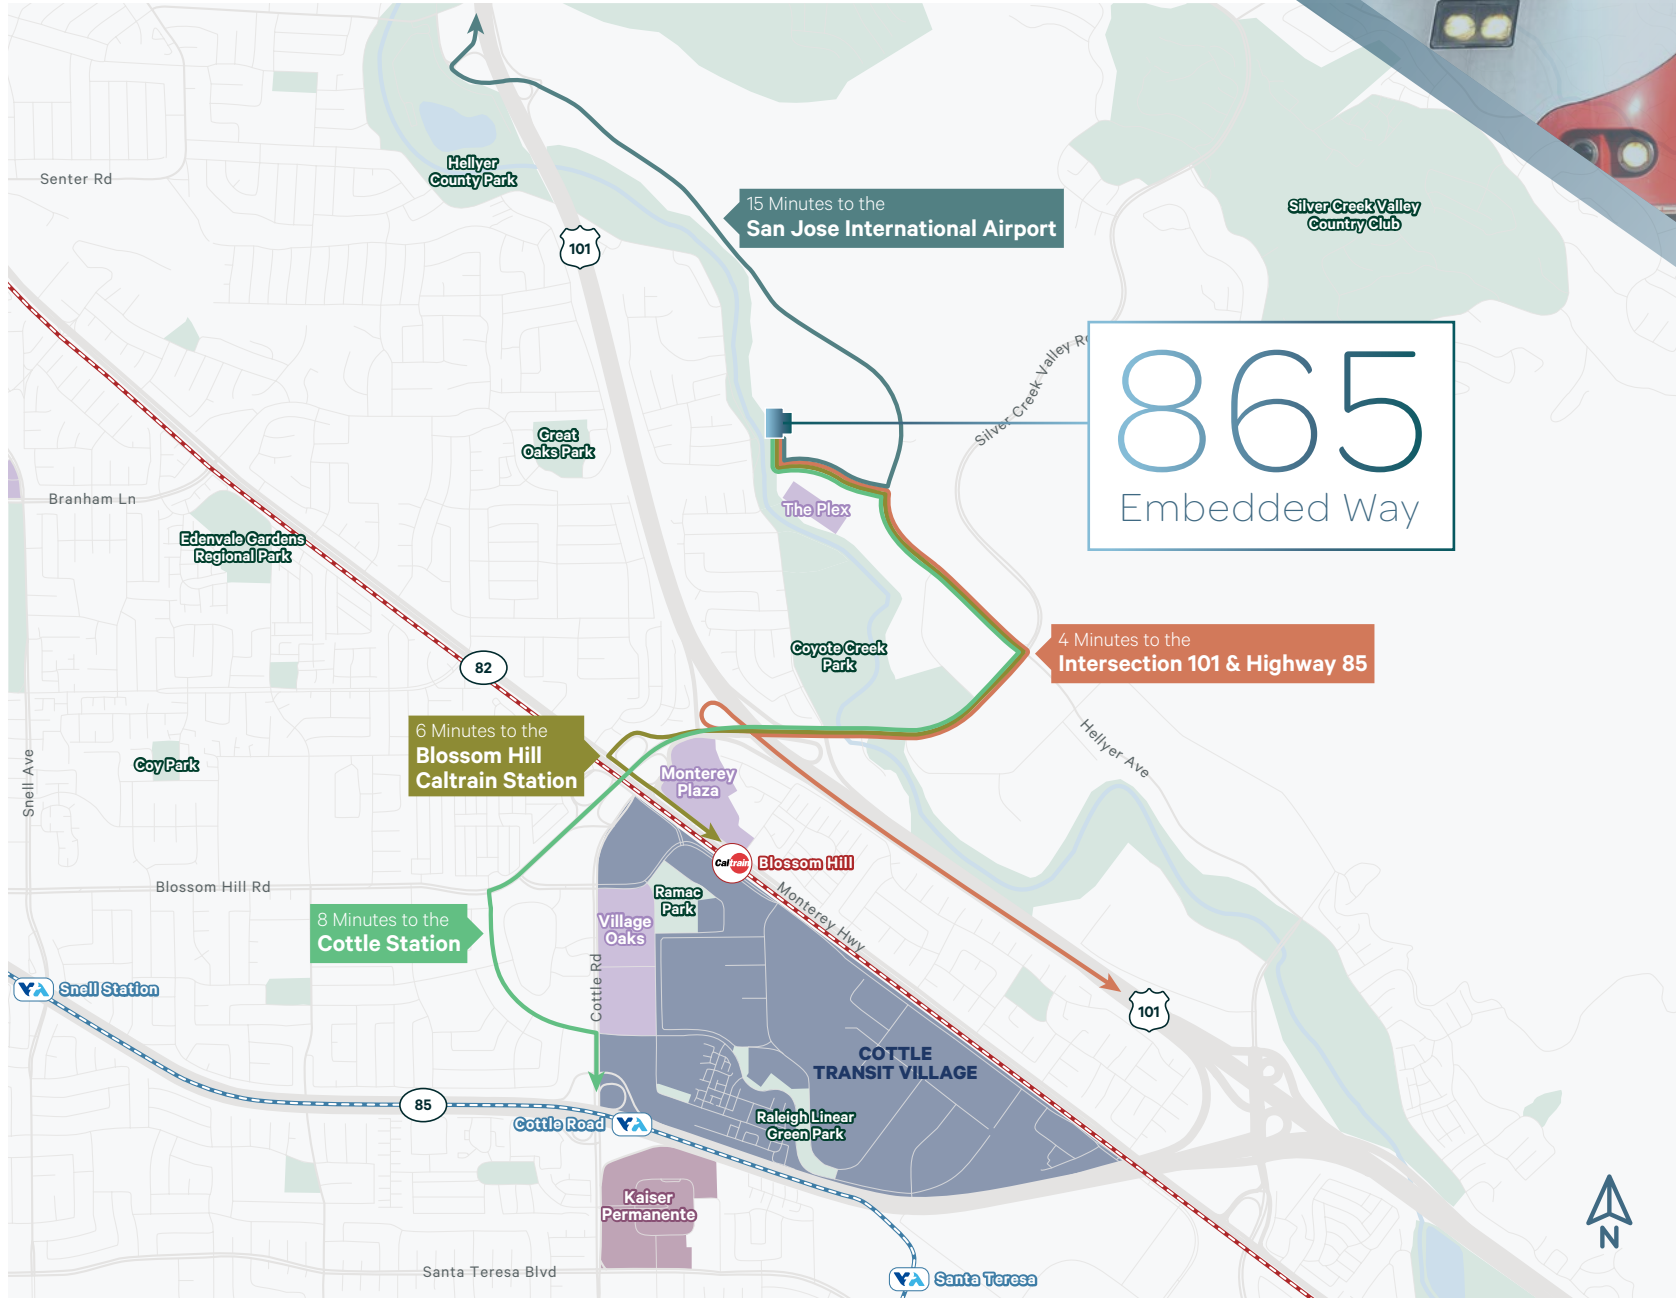 Hellyer
County Park
Senter Rd
15 Minutes to the
San Jose International Airport
Silver Creek Valley
Country Club
101
Silver Creek Valley R
865
Embedded Way
Great
Oaks Park
Branham Ln
The Plex
Edenvale Gardens
Regional Park
Coyote Creek
Park
4 Minutes to the
Intersection 101 & Highway 85
82
6 Minutes to the
Blossom Hill
Caltrain Station
Hellyer Ave
Snell Ave
Coy Park
Monterey
Plaza
Caltrain
Blossom Hill
Blossom Hill Rd
Ramac
Park
Monterey Hwy
8 Minutes to the
Cottle Station
Village
Oaks
Cottle Rd
VTA
Snell Station
101
COTTLE
TRANSIT VILLAGE
85
Cottle Road
VTA
Raleigh Linear
Green Park
Kaiser
Permanente
Santa Teresa Blvd
VTA
Santa Teresa
N